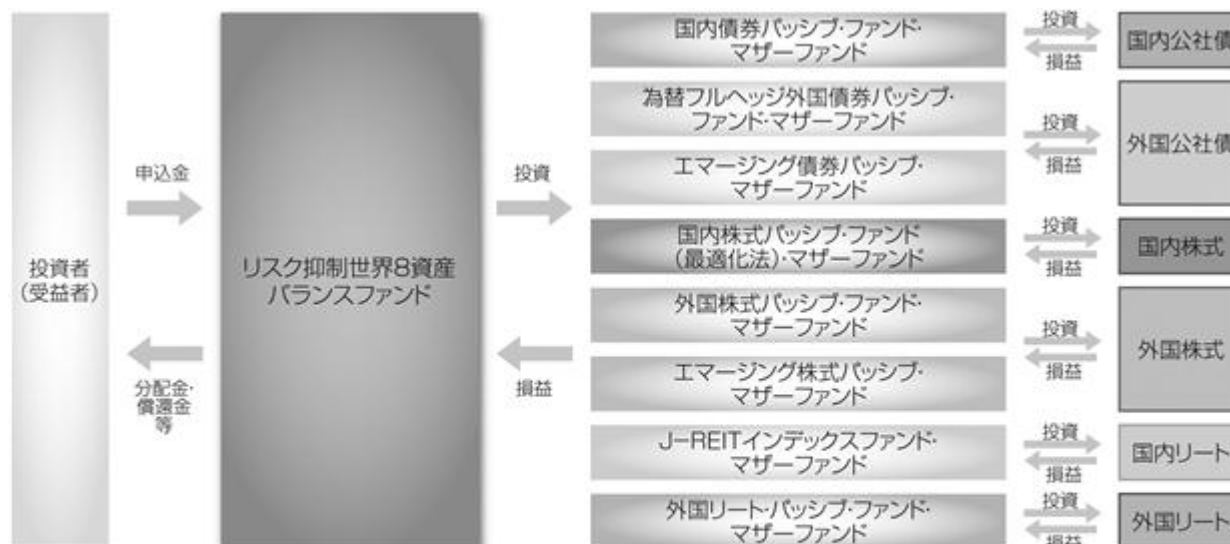 投資者
(受益者)
申込金
分配金・
償還金
等
リスク抑制世界8資産
バランスファンド
投資
損益
国内債券パッシブ・ファンド・
マザーファンド
投資
損益
国内公社債
為替フルヘッジ外国債券パッシブ・
ファンド・マザーファンド
エマージング債券パッシブ・
マザーファンド
投資
損益
外国公社債
国内株式パッシブ・ファンド
(最適化法)・マザーファンド
投資
損益
国内株式
外国株式パッシブ・ファンド・
マザーファンド
エマージング株式パッシブ・
マザーファンド
投資
損益
外国株式
J-REITインデックスファンド・
マザーファンド
投資
損益
国内リート
外国リート・パッシブ・ファンド・
マザーファンド
投資
損益
外国リート